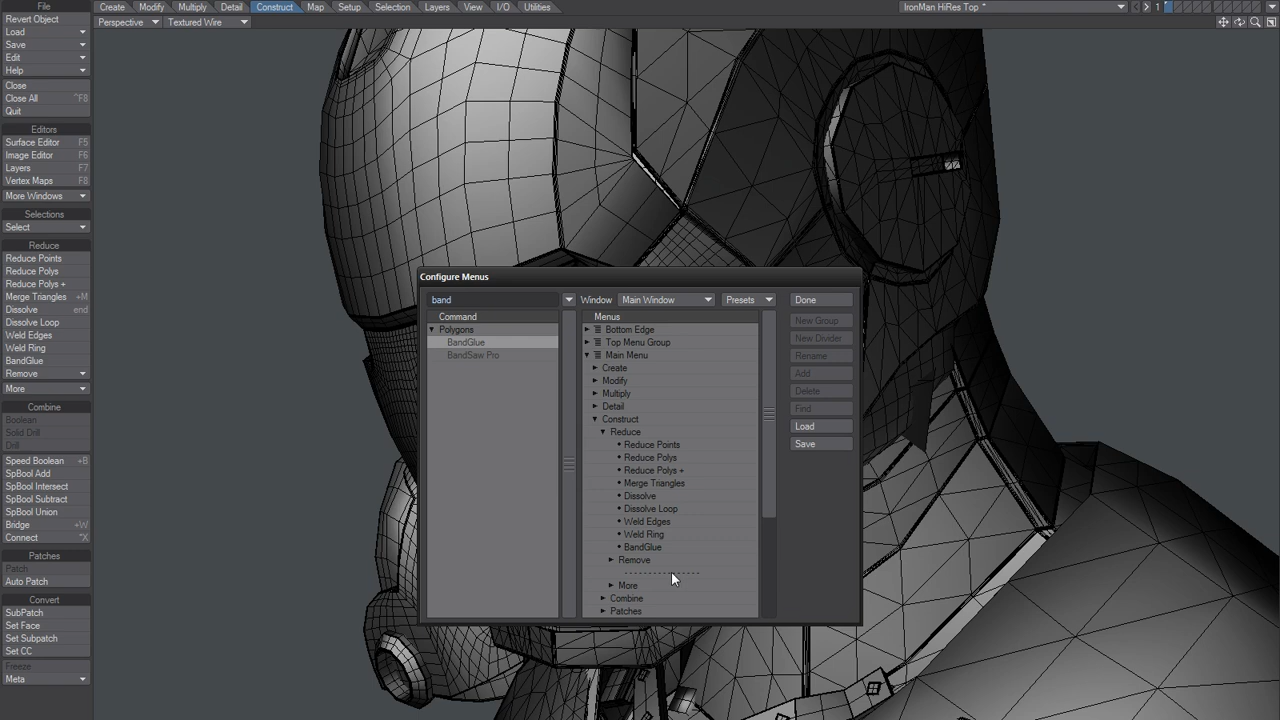 File
Create Modify Multiply Detail Construct Map Setup Selection Layers View I/O Utilities
IronMan HiRes Top *
1
Perspective Textured Wire
Revert Object
Load
Save
Edit
Help
Close
Close All ^F8
Quit
Editors
Surface Editor F5
Image Editor F6
Layers F7
Vertex Maps F8
More Windows
Selections
Select
Reduce
Reduce Points
Reduce Polys
Reduce Polys +
Merge Triangles +M
Dissolve end
Dissolve Loop
Weld Edges
Weld Ring
BandGlue
Remove
More
Combine
Boolean
Solid Drill
Drill
Speed Boolean +B
SpBool Add
SpBool Intersect
SpBool Subtract
SpBool Union
Bridge +W
Connect ^X
Patches
Patch
Auto Patch
Convert
SubPatch
Set Face
Set Subpatch
Set CC
Freeze
Meta
Configure Menus
band
Window Main Window Presets
Command
Polygons
BandGlue
BandSaw Pro
Menus
Bottom Edge
Top Menu Group
Main Menu
Create
Modify
Multiply
Detail
Construct
Reduce
Reduce Points
Reduce Polys
Reduce Polys +
Merge Triangles
Dissolve
Dissolve Loop
Weld Edges
Weld Ring
BandGlue
Remove
More
Combine
Patches
Done
New Group
New Divider
Rename
Add
Delete
Find
Load
Save